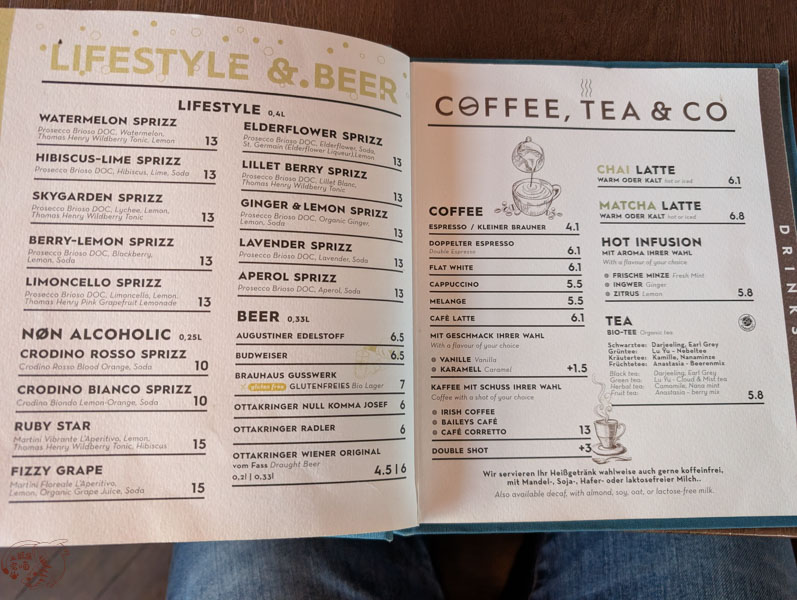 LIFESTYLE & BEER
LIFESTYLE 0,4L
WATERMELON SPRIZZ
Prosecco Brioso DOC, Watermelon,
Thomas Henry Wildberry Tonic, Lemon 13
HIBISCUS-LIME SPRIZZ
Prosecco Brioso DOC, Hibiscus, Lime, Soda 13
SKYGARDEN SPRIZZ
Prosecco Brioso DOC, Lychee, Lemon,
Thomas Henry Wildberry Tonic 13
BERRY-LEMON SPRIZZ
Prosecco Brioso DOC, Blackberry,
Lemon, Soda 13
LIMONCELLO SPRIZZ
Prosecco Brioso DOC, Limoncello, Lemon,
Thomas Henry Pink Grapefruit Lemonade 13
NØN ALCOHOLIC 0,25L
CRODINO ROSSO SPRIZZ
Crodino Rosso Blood Orange, Soda 10
CRODINO BIANCO SPRIZZ
Crodino Biondo Lemon-Orange, Soda 10
RUBY STAR
Martini Vibrante L'Aperitivo, Lemon,
Thomas Henry Wildberry Tonic, Hibiscus 15
FIZZY GRAPE
Martini Floreale L'Aperitivo,
Lemon, Organic Grape Juice, Soda 15
ELDERFLOWER SPRIZZ
Prosecco Brioso DOC, Elderflower, Soda,
St. Germain (Elderflower Liqueur), Lemon 13
LILLET BERRY SPRIZZ
Prosecco Brioso DOC, Lillet Blanc,
Thomas Henry Wildberry Tonic 13
GINGER & LEMON SPRIZZ
Prosecco Brioso DOC, Organic Ginger,
Lemon, Soda 13
LAVENDER SPRIZZ
Prosecco Brioso DOC, Lavender, Soda 13
APEROL SPRIZZ
Prosecco Brioso DOC, Aperol, Soda 13
BEER 0,33L
AUGUSTINER EDELSTOFF 6.5
BUDWEISER 6.5
BRAUHAUS GUSSWERK
gluten free GLUTENFREIES Bio Lager 7
OTTAKRINGER NULL KOMMA JOSEF 6
OTTAKRINGER RADLER 6
OTTAKRINGER WIENER ORIGINAL
vom Fass Draught Beer
0,2l | 0,33l 4.5 | 6
COFFEE, TEA & CO
COFFEE
ESPRESSO / KLEINER BRAUNER 4.1
DOPPELTER ESPRESSO
Double Espresso 6.1
FLAT WHITE 6.1
CAPPUCCINO 5.5
MELANGE 5.5
CAFÈ LATTE 6.1
MIT GESCHMACK IHRER WAHL
With a flavour of your choice
VANILLE Vanilla
KARAMELL Caramel +1.5
KAFFEE MIT SCHUSS IHRER WAHL
Coffee with a shot of your choice
IRISH COFFEE
BAILEYS CAFÉ
CAFÉ CORRETTO 13
DOUBLE SHOT +3
CHAI LATTE
WARM ODER KALT hot or iced 6.1
MATCHA LATTE
WARM ODER KALT hot or iced 6.8
HOT INFUSION
MIT AROMA IHRER WAHL
With a flavour of your choice
FRISCHE MINZE Fresh Mint
INGWER Ginger
ZITRUS Lemon 5.8
TEA
BIO-TEE Organic tea
Schwarztee: Darjeeling, Earl Grey
Grüntee: Lu Yu - Nebeltee
Kräutertee: Kamille, Nanaminze
Früchtetee: Anastasia - Beerenmix
Black tea: Darjeeling, Earl Grey
Green tea: Lu Yu - Cloud & Mist tea
Herbal tea: Camomile, Nana mint
Fruit tea: Anastasia - berry mix 5.8
Wir servieren Ihr Heißgetränk wahlweise auch gerne koffeinfrei,
mit Mandel-, Soja-, Hafer- oder laktosefreier Milch..
Also available decaf, with almond, soy, oat, or lactose-free milk.
DRINKS